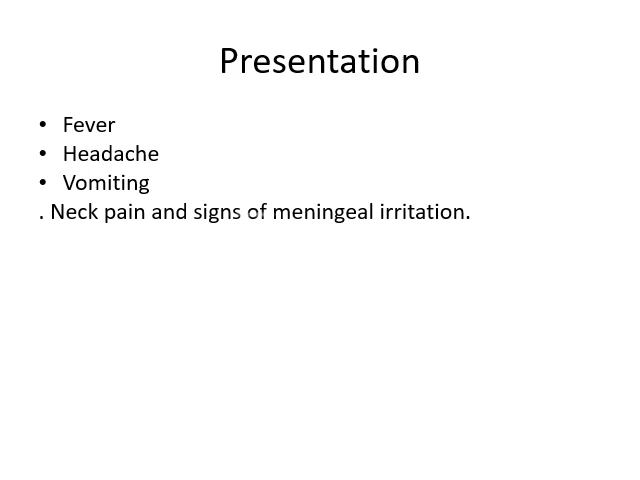 Presentation
• Fever
• Headache
• Vomiting
. Neck pain and signs of meningeal irritation.